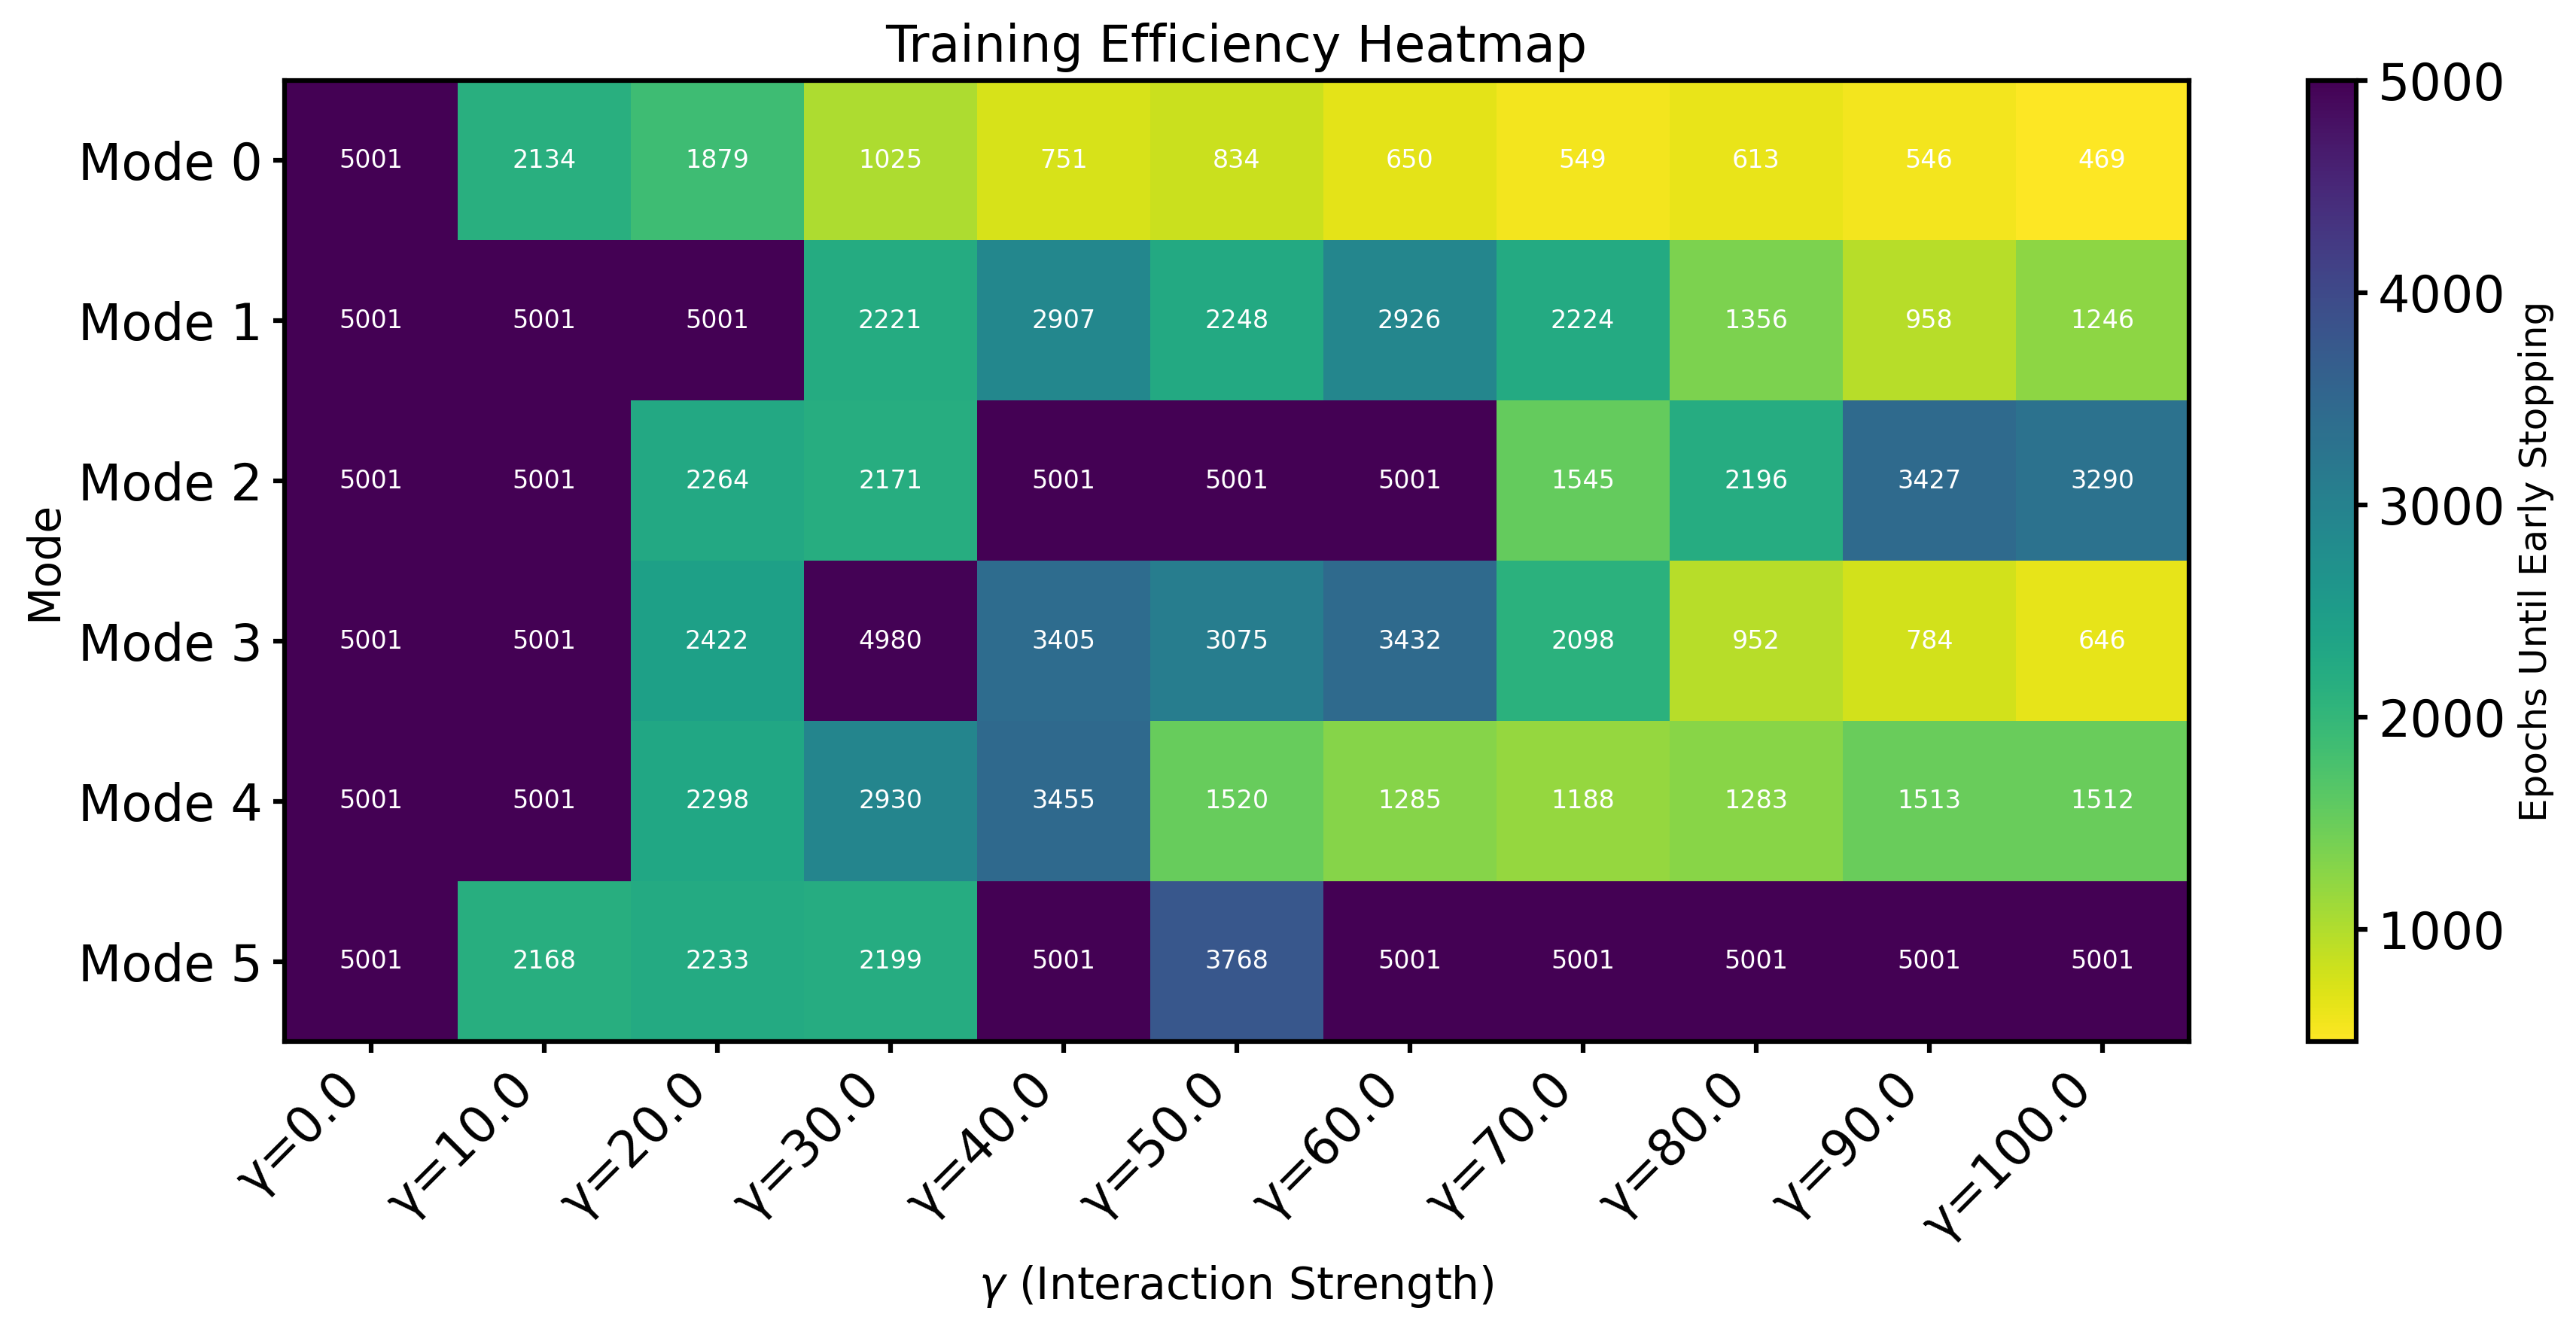 Training Efficiency Heatmap
Mode 0 5001 2134 1879 1025 751 834 650 549 613 546 469
Mode 1 5001 5001 5001 2221 2907 2248 2926 2224 1356 958 1246
Mode 2 5001 5001 2264 2171 5001 5001 5001 1545 2196 3427 3290
Mode 3 5001 5001 2422 4980 3405 3075 3432 2098 952 784 646
Mode 4 5001 5001 2298 2930 3455 1520 1285 1188 1283 1513 1512
Mode 5 5001 2168 2233 2199 5001 3768 5001 5001 5001 5001 5001
Mode
γ=0.0 γ=10.0 γ=20.0 γ=30.0 γ=40.0 γ=50.0 γ=60.0 γ=70.0 γ=80.0 γ=90.0 γ=100.0
γ (Interaction Strength)
5000
4000
3000
2000
1000
Epochs Until Early Stopping